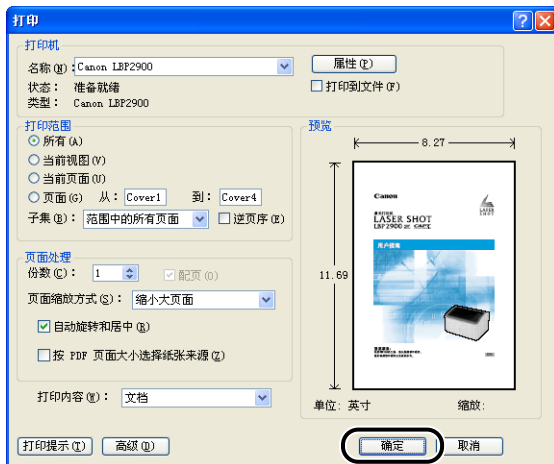 打印
打印机
名称(N): Canon LBP2900
属性(P)
状态: 准备就绪
打印到文件(F)
类型: Canon LBP2900
打印范围
所有(A)
当前视图(V)
当前页面(U)
页面(G) 从: Cover1 到: Cover4
子集(B): 范围中的所有页面 逆页序(E)
页面处理
份数(C): 1 配页(O)
页面缩放方式(S): 缩小大页面
自动旋转和居中(R)
按 PDF 页面大小选择纸张来源(Z)
打印内容(W): 文档
预览
8.27
11.69
Canon
LASER SHOT
LASER SHOT
LBP2900
用户指南
单位: 英寸 缩放:
打印提示(T) 高级(D) 确定 取消